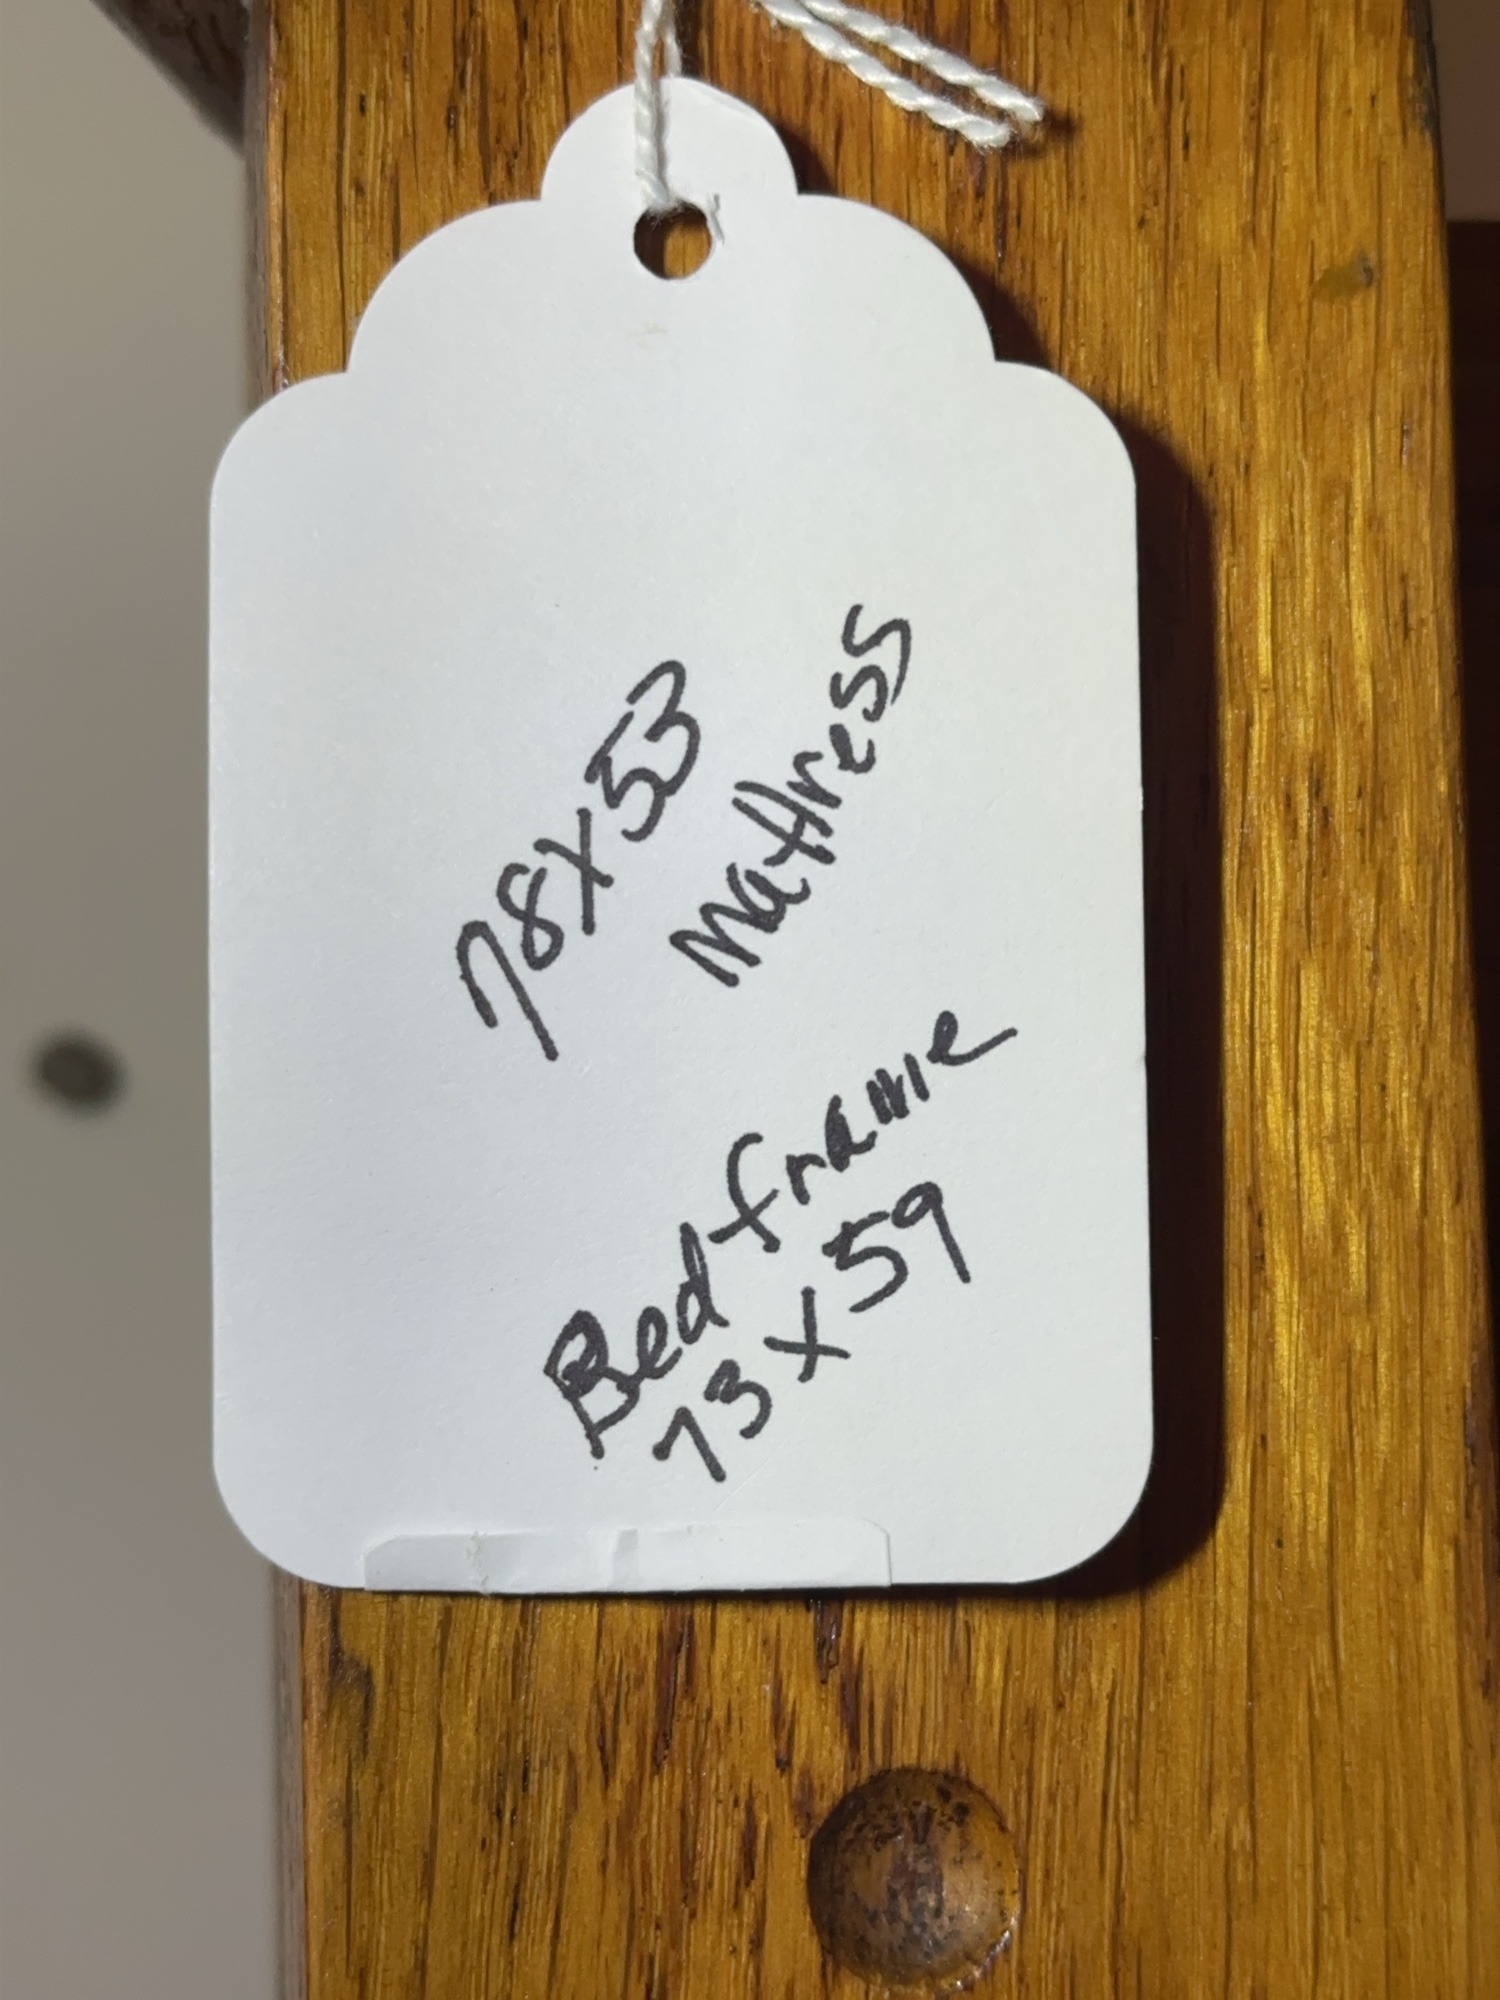 78X53
Mattress
Bed frame
73 X 59